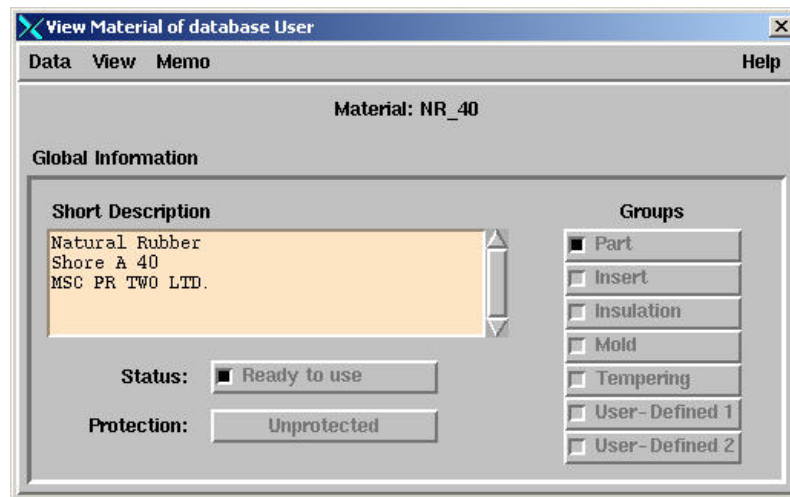 View Material of database User
Data View Memo Help
Material: NR_40
Global Information
Short Description
Natural Rubber
Shore A 40
MSC PR TWO LTD.
Groups
Part
Insert
Insulation
Mold
Tempering
User-Defined 1
User-Defined 2
Status: Ready to use
Protection: Unprotected